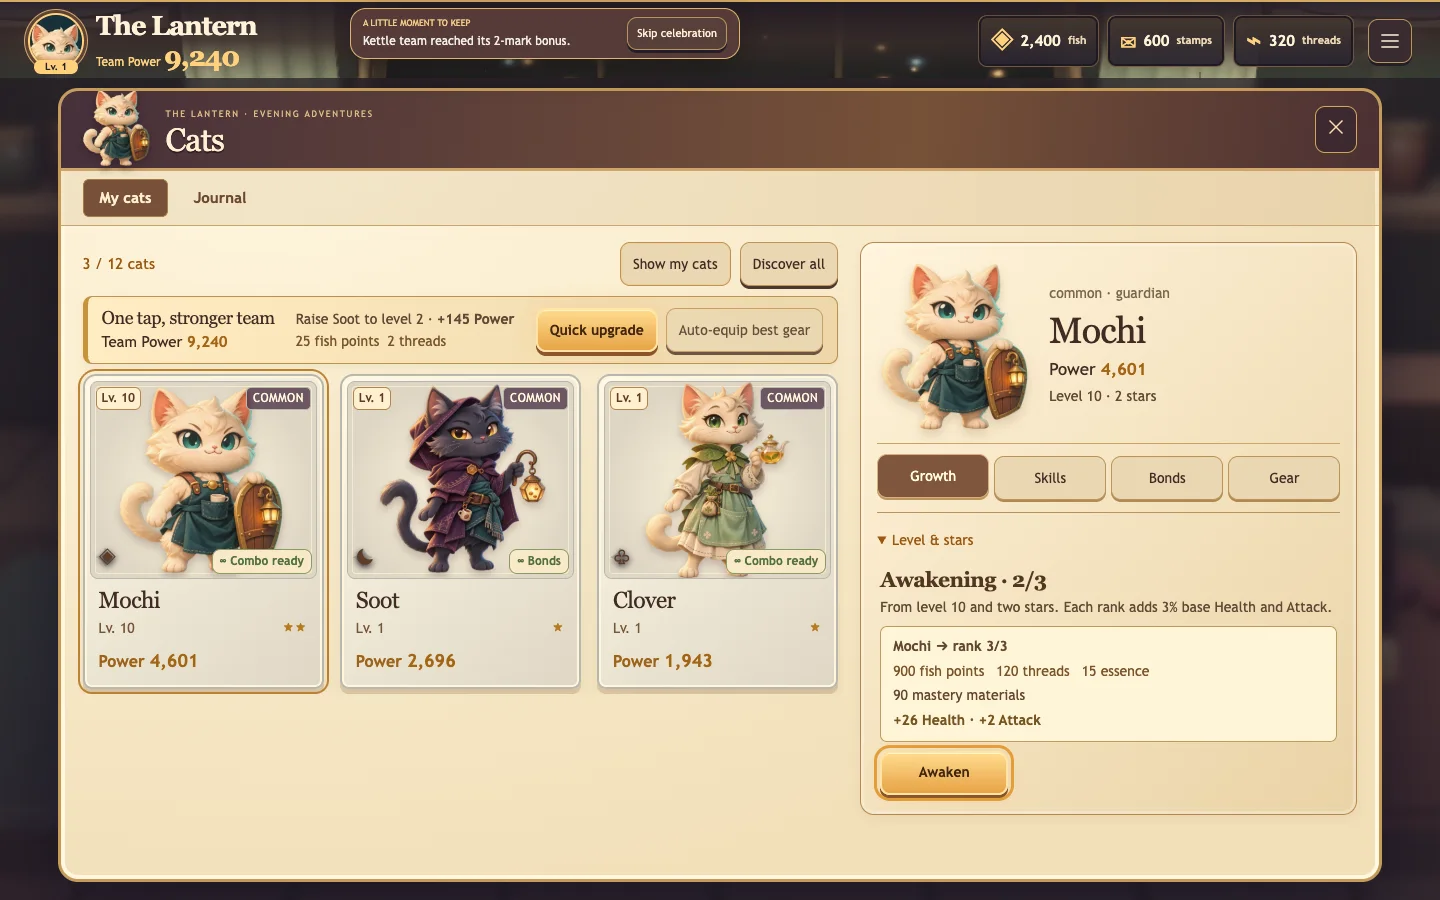 The Lantern
Team Power 9,240
Lv. 1
A LITTLE MOMENT TO KEEP
Kettle team reached its 2-mark bonus.
Skip celebration
2,400 fish
600 stamps
320 threads
THE LANTERN · EVENING ADVENTURES
Cats
My cats
Journal
3 / 12 cats
Show my cats
Discover all
One tap, stronger team
Team Power 9,240
Raise Soot to level 2 · +145 Power
25 fish points 2 threads
Quick upgrade
Auto-equip best gear
Lv. 10
COMMON
∞ Combo ready
Mochi
Lv. 10
★★
Power 4,601
Lv. 1
COMMON
∞ Bonds
Soot
Lv. 1
★
Power 2,696
Lv. 1
COMMON
∞ Combo ready
Clover
Lv. 1
★
Power 1,943
common · guardian
Mochi
Power 4,601
Level 10 · 2 stars
Growth
Skills
Bonds
Gear
▼ Level & stars
Awakening · 2/3
From level 10 and two stars. Each rank adds 3% base Health and Attack.
Mochi → rank 3/3
900 fish points 120 threads 15 essence
90 mastery materials
+26 Health · +2 Attack
Awaken